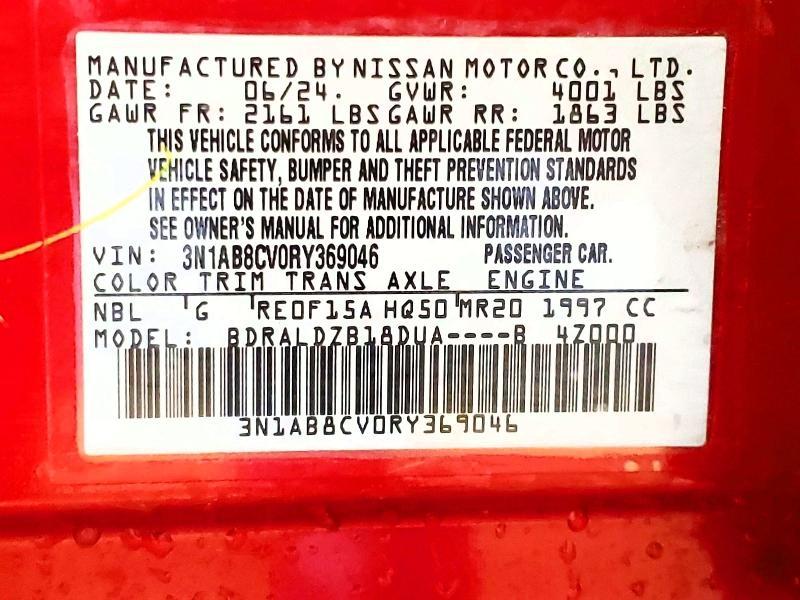 MANUFACTURED BY NISSAN MOTOR CO., LTD.
DATE: 06/24. GVWR: 4001 LBS
GAWR FR: 2161 LBS GAWR RR: 1863 LBS
THIS VEHICLE CONFORMS TO ALL APPLICABLE FEDERAL MOTOR
VEHICLE SAFETY, BUMPER AND THEFT PREVENTION STANDARDS
IN EFFECT ON THE DATE OF MANUFACTURE SHOWN ABOVE.
SEE OWNER'S MANUAL FOR ADDITIONAL INFORMATION.
VIN: 3N1AB8CV0RY369046 PASSENGER CAR.
COLOR TRIM TRANS AXLE ENGINE
NBL G RE0F15A HQ50 MR20 1997 CC
MODEL: BDRALDZB18DUA----B 4Z000
3N1AB8CV0RY369046